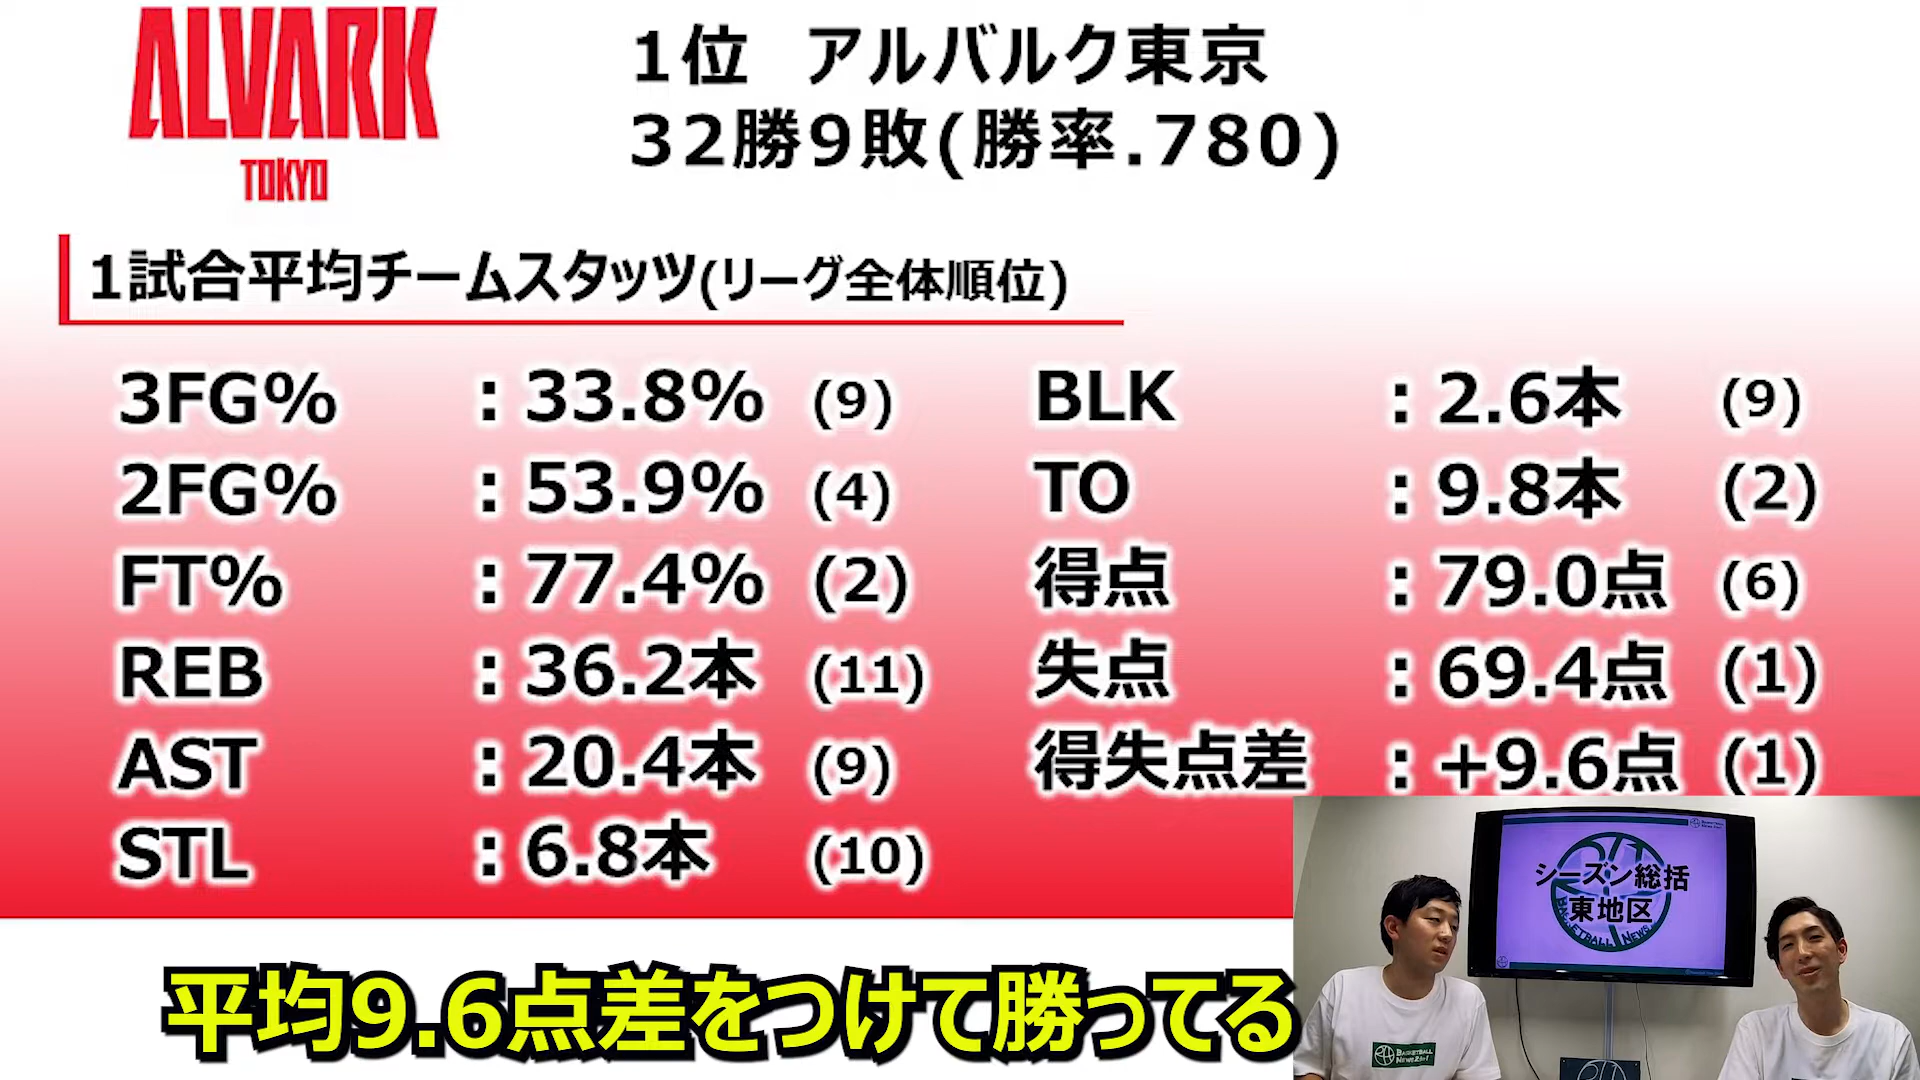 ALVARK
TOKYO
1位 アルバルク東京
32勝9敗(勝率.780)
1試合平均チームスタッツ(リーグ全体順位)
3FG% : 33.8% (9)
2FG% : 53.9% (4)
FT% : 77.4% (2)
REB : 36.2本 (11)
AST : 20.4本 (9)
STL : 6.8本 (10)
BLK : 2.6本 (9)
TO : 9.8本 (2)
得点 : 79.0点 (6)
失点 : 69.4点 (1)
得失点差 : +9.6点 (1)
シーズン総括
東地区
BASKETBALL NEWS
BASKETBALL
NEWS 2for1
平均9.6点差をつけて勝ってる